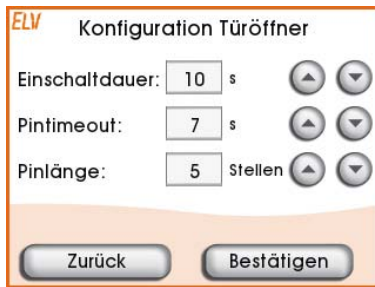 ELV Konfiguration Türöffner
Einschaltdauer: 10 s
Pintimeout: 7 s
Pinlänge: 5 Stellen
Zurück Bestätigen